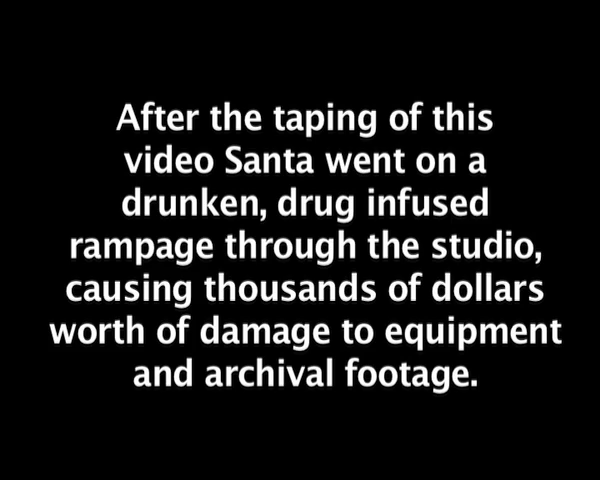 After the taping of this
video Santa went on a
drunken, drug infused
rampage through the studio,
causing thousands of dollars
worth of damage to equipment
and archival footage.